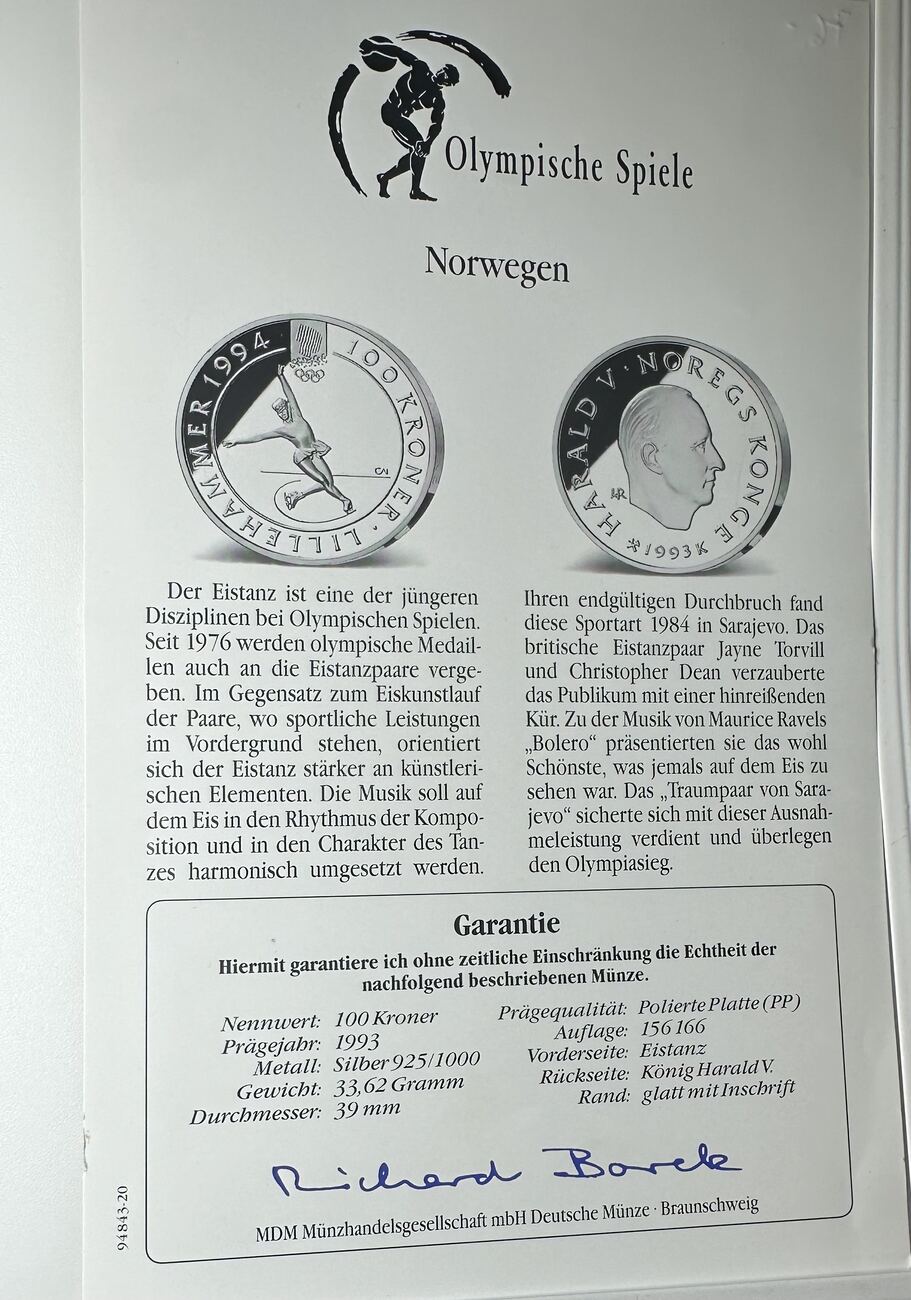 Olympische Spiele
Norwegen
LILLEHAMMER 1994
100 KRONER · LILLEHAMMER 1994
HARALD V · NOREGS KONGE
1993 K
Der Eistanz ist eine der jüngeren
Disziplinen bei Olympischen Spielen.
Seit 1976 werden olympische Medail-
len auch an die Eistanzpaare verge-
ben. Im Gegensatz zum Eiskunstlauf
der Paare, wo sportliche Leistungen
im Vordergrund stehen, orientiert
sich der Eistanz stärker an künstleri-
schen Elementen. Die Musik soll auf
dem Eis in den Rhythmus der Kompo-
sition und in den Charakter des Tan-
zes harmonisch umgesetzt werden.
Ihren endgültigen Durchbruch fand
diese Sportart 1984 in Sarajevo. Das
britische Eistanzpaar Jayne Torvill
und Christopher Dean verzauberte
das Publikum mit einer hinreißenden
Kür. Zu der Musik von Maurice Ravels
„Bolero“ präsentierten sie das wohl
Schönste, was jemals auf dem Eis zu
sehen war. Das „Traumpaar von Sara-
jevo“ sicherte sich mit dieser Ausnah-
meleistung verdient und überlegen
den Olympiasieg.
Garantie
Hiermit garantiere ich ohne zeitliche Einschränkung die Echtheit der
nachfolgend beschriebenen Münze.
Nennwert: 100 Kroner
Prägejahr: 1993
Metall: Silber 925/1000
Gewicht: 33,62 Gramm
Durchmesser: 39 mm
Prägequalität: Polierte Platte (PP)
Auflage: 156 166
Vorderseite: Eistanz
Rückseite: König Harald V.
Rand: glatt mit Inschrift
Richard Borek
MDM Münzhandelsgesellschaft mbH Deutsche Münze · Braunschweig
94843-20